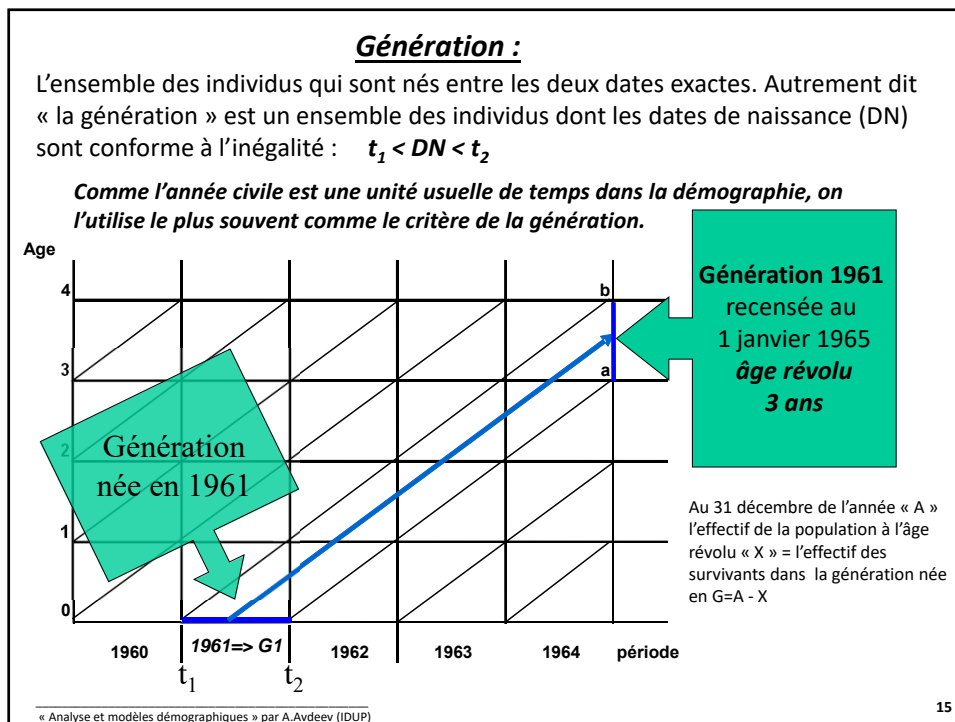 Génération :
L’ensemble des individus qui sont nés entre les deux dates exactes. Autrement dit
« la génération » est un ensemble des individus dont les dates de naissance (DN)
sont conforme à l’inégalité : t1 < DN < t2
Comme l’année civile est une unité usuelle de temps dans la démographie, on
l’utilise le plus souvent comme le critère de la génération.
Age
4
3
2
1
0
b
a
Génération
née en 1961
Génération 1961
recensée au
1 janvier 1965
âge révolu
3 ans
Au 31 décembre de l’année « A »
l’effectif de la population à l’âge
révolu « X » = l’effectif des
survivants dans la génération née
en G=A - X
1960 1961=> G1 1962 1963 1964 période
t1 t2
« Analyse et modèles démographiques » par A.Avdeev (IDUP)
15